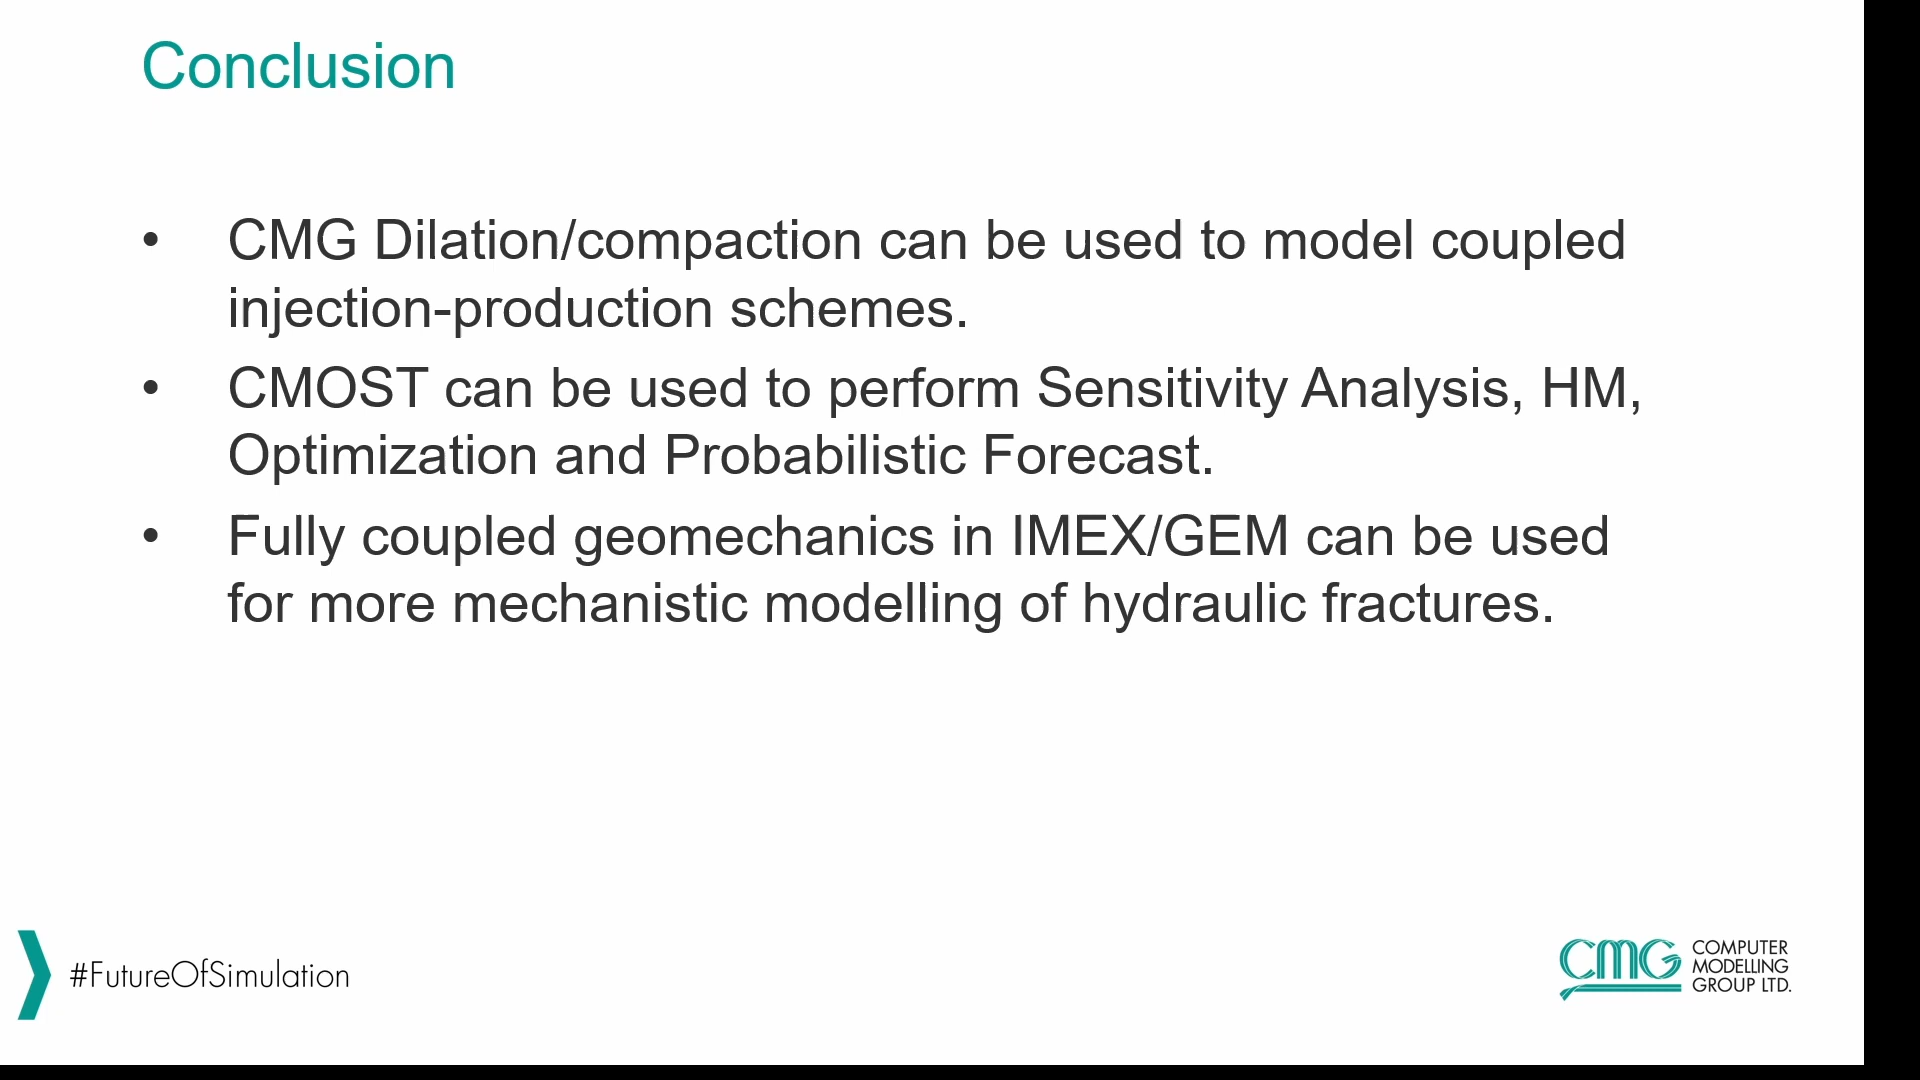 Conclusion
• CMG Dilation/compaction can be used to model coupled
injection-production schemes.
• CMOST can be used to perform Sensitivity Analysis, HM,
Optimization and Probabilistic Forecast.
• Fully coupled geomechanics in IMEX/GEM can be used
for more mechanistic modelling of hydraulic fractures.
#FutureOfSimulation
CMG
COMPUTER
MODELLING
GROUP LTD.